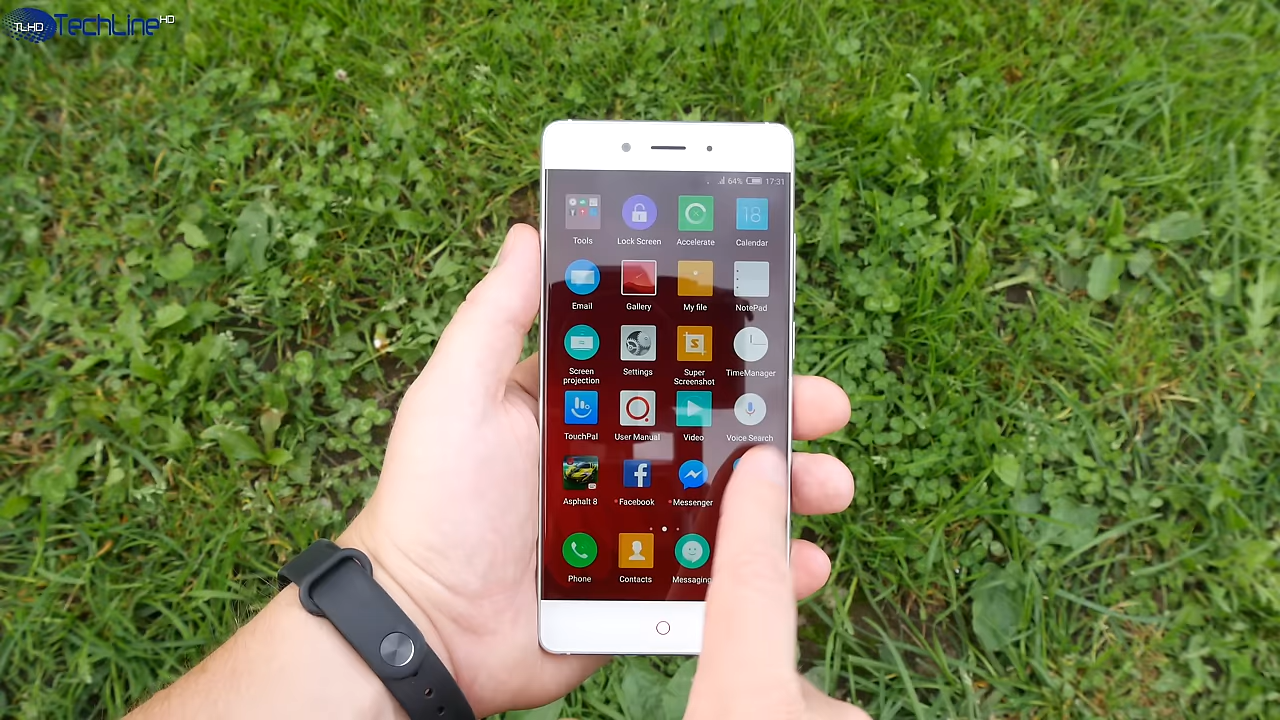 TLHD TechLine HD
64% 17:31
18
Tools Lock Screen Accelerate Calendar
Email Gallery My file NotePad
S
Screen projection Settings Super Screenshot TimeManager
TouchPal User Manual Video Voice Search
f
Asphalt 8 Facebook Messenger
Phone Contacts Messaging